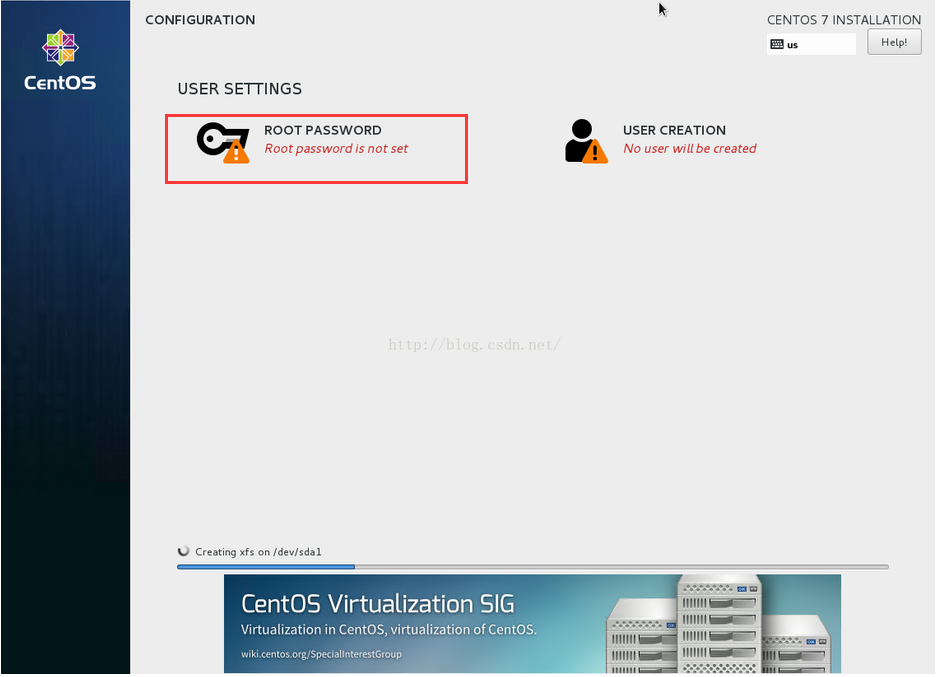 CONFIGURATION
CENTOS 7 INSTALLATION
us
Help!
CentOS
USER SETTINGS
ROOT PASSWORD
Root password is not set
USER CREATION
No user will be created
http://blog.csdn.net/
Creating xfs on /dev/sda1
CentOS Virtualization SIG
Virtualization in CentOS, virtualization of CentOS.
wiki.centos.org/SpecialInterestGroup